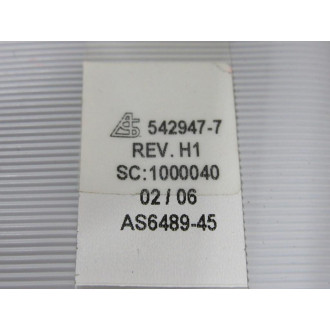 542947-7
REV. H1
SC:1000040
02 / 06
AS6489-45